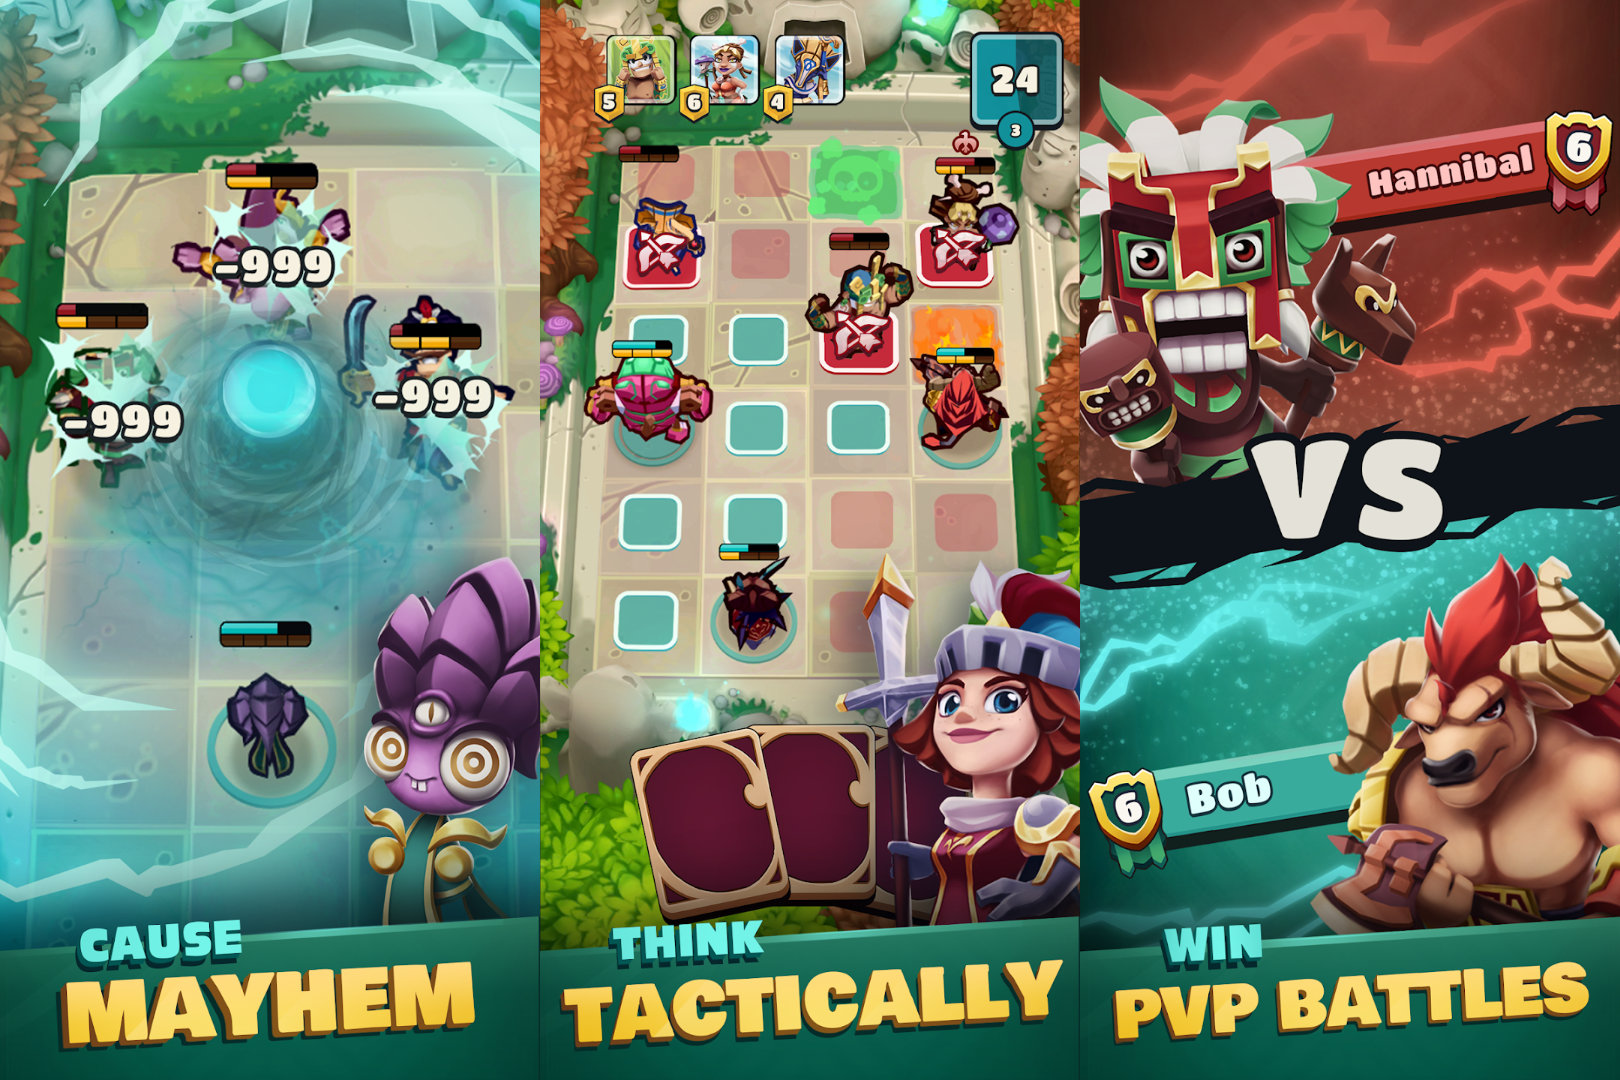 -999
-999
-999
CAUSE
MAYHEM
5
6
4
24
3
THINK
TACTICALLY
Hannibal
6
VS
6
Bob
WIN
PVP BATTLES